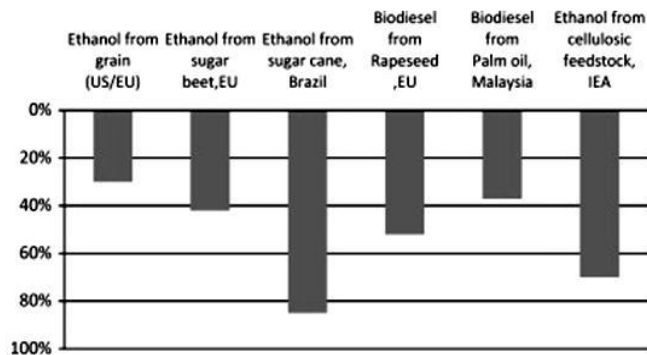 Ethanol from
grain
(US/EU)
Ethanol from
sugar
beet,EU
Ethanol from
sugar cane,
Brazil
Biodiesel
from
Rapeseed
,EU
Biodiesel
from
Palm oil,
Malaysia
Ethanol from
cellulosic
feedstock,
IEA
0%
20%
40%
60%
80%
100%